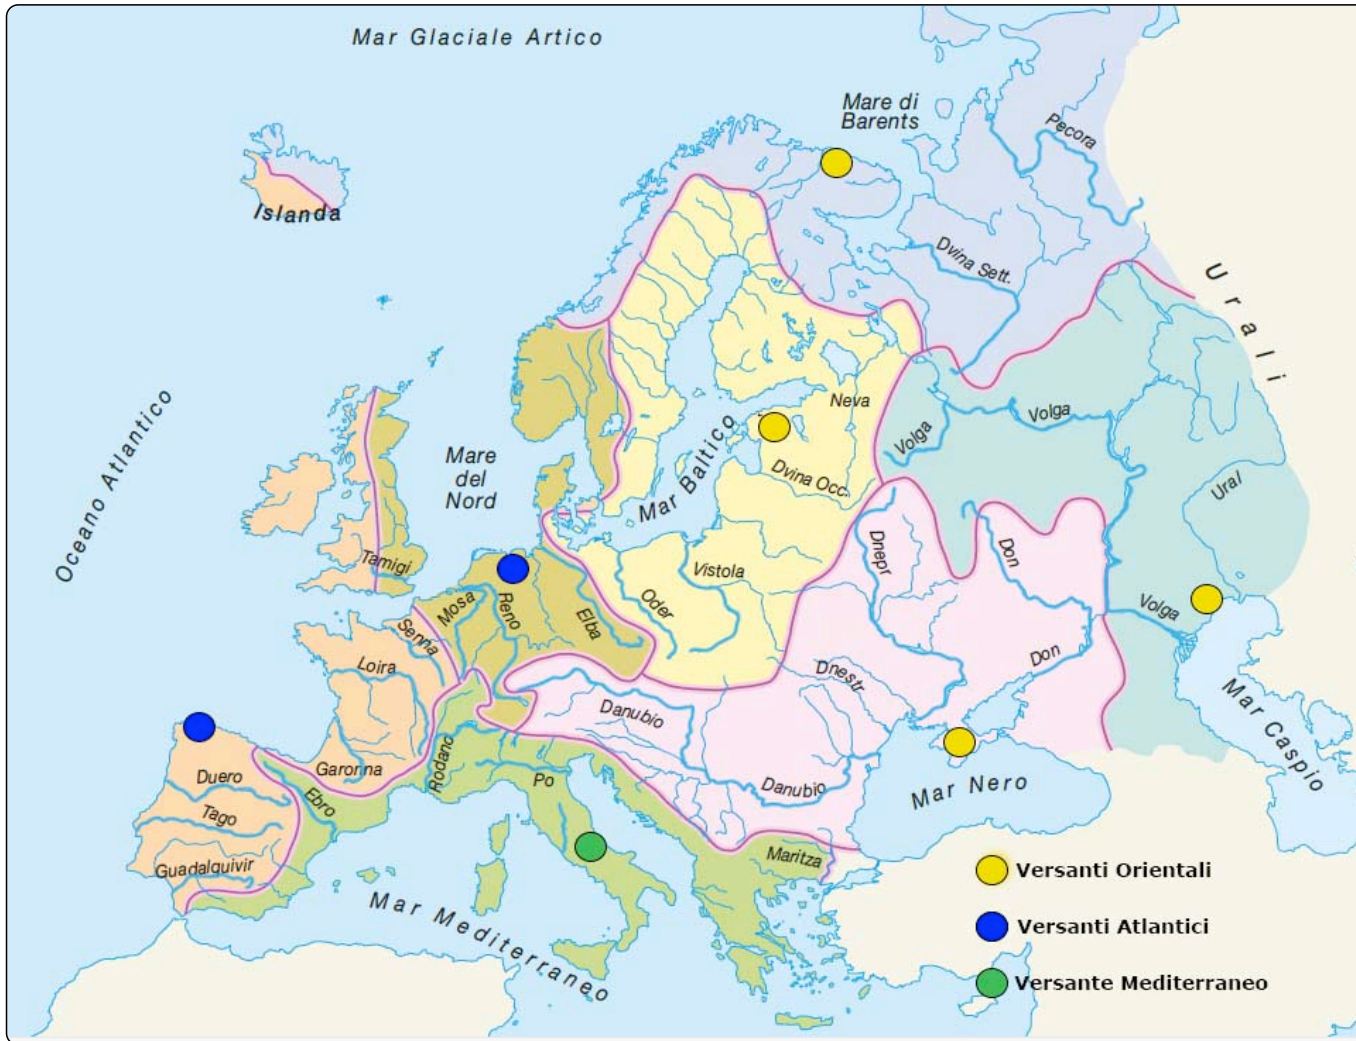 Mar Glaciale Artico
Mare di
Barents
Pecora
Islanda
Dvina Sett.
Urali
Oceano Atlantico
Mare
del
Nord
Mar Baltico
Neva
Volga
Volga
Dvina Occ.
Ural
Tamigi
Mosa
Reno
Elba
Oder
Vistola
Dnepr
Don
Volga
Senna
Loira
Dnestr
Don
Danubio
Mar Caspio
Garonna
Rodano
Po
Danubio
Mar Nero
Duero
Ebro
Tago
Guadalquivir
Maritza
Mar Mediterraneo
Versanti Orientali
Versanti Atlantici
Versante Mediterraneo